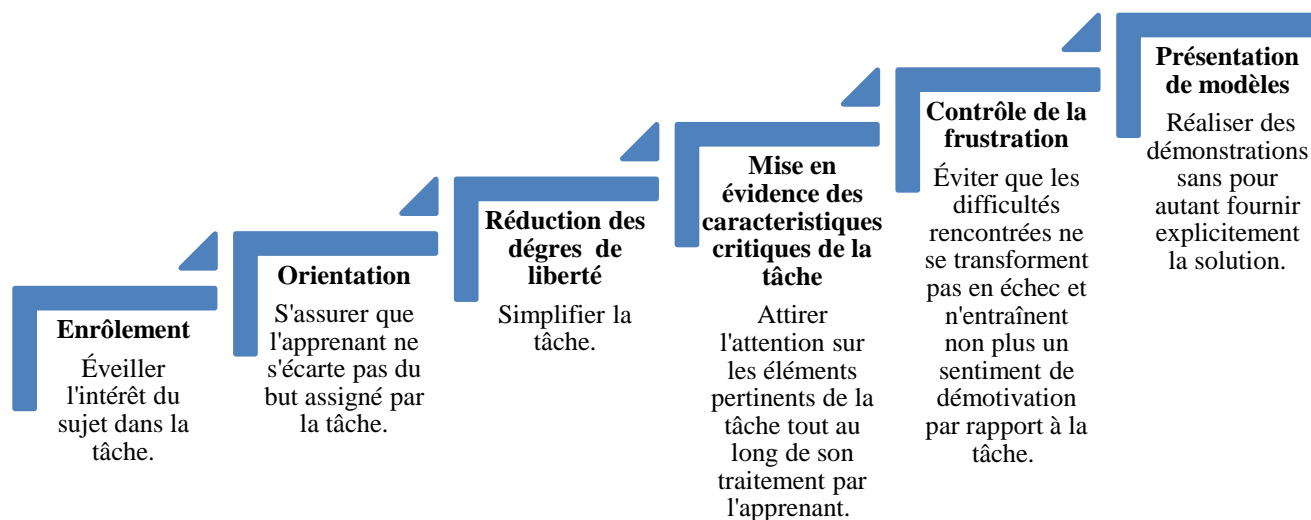 Enrôlement
Éveiller
l'intérêt du
sujet dans la
tâche.
Orientation
S'assurer que
l'apprenant ne
s'écarte pas du
but assigné par
la tâche.
Réduction des
dégres de
liberté
Simplifier la
tâche.
Mise en
évidence des
caracteristiques
critiques de la
tâche
Attirer
l'attention sur
les éléments
pertinents de la
tâche tout au
long de son
traitement par
l'apprenant.
Contrôle de la
frustration
Éviter que les
difficultés
rencontrées ne
se transforment
pas en échec et
n'entraînent
non plus un
sentiment de
démotivation
par rapport à la
tâche.
Présentation
de modèles
Réaliser des
démonstrations
sans pour
autant fournir
explicitement
la solution.